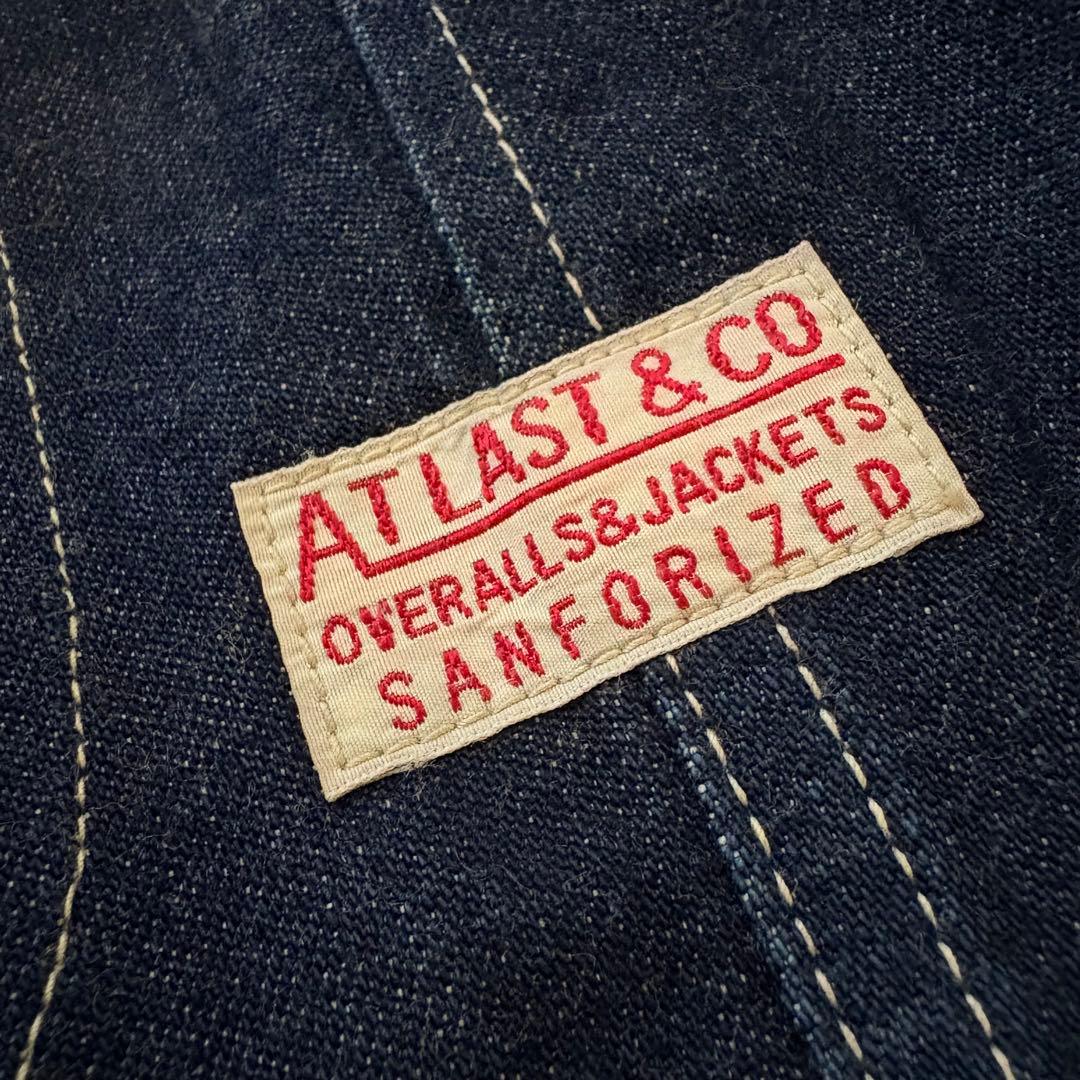 AT LAST & CO
OVERALLS&JACKETS
SANFORIZED